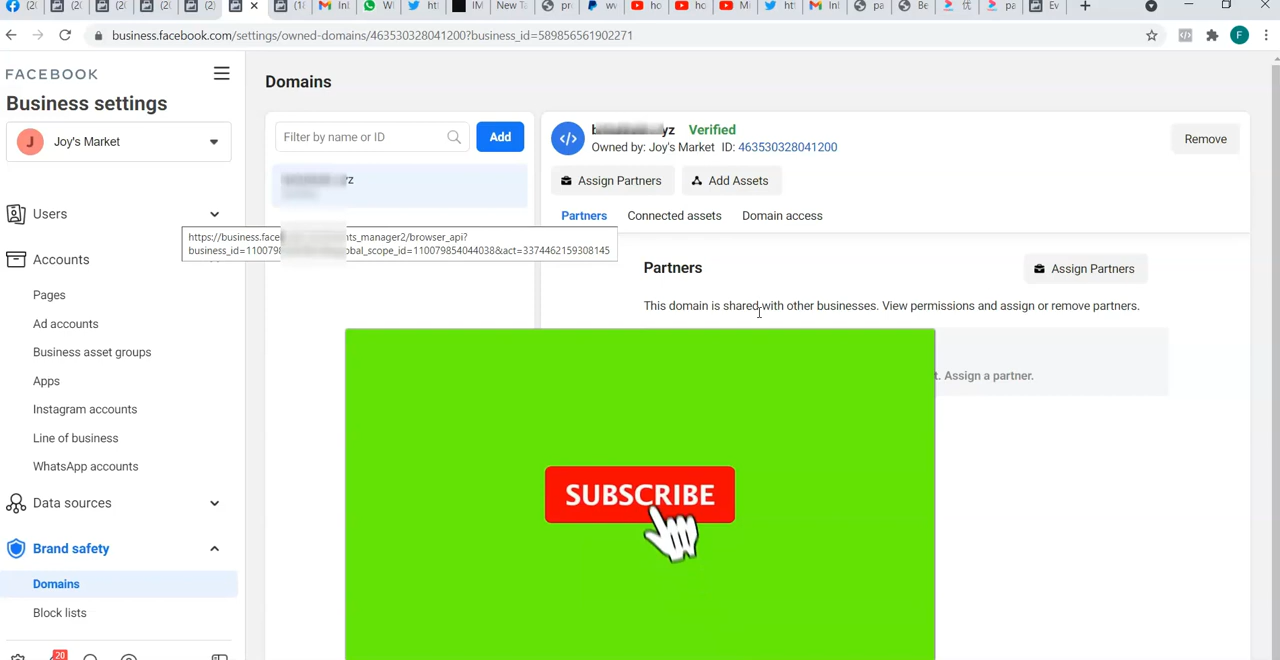 business.facebook.com/settings/owned-domains/463530328041200?business_id=589856561902271
F
FACEBOOK
Business settings
J Joy's Market
Users
Accounts
Pages
Ad accounts
Business asset groups
Apps
Instagram accounts
Line of business
WhatsApp accounts
Data sources
Brand safety
Domains
Block lists
20
Domains
Filter by name or ID
Add
Verified
Owned by: Joy's Market ID: 463530328041200
Remove
Assign Partners
Add Assets
Partners
Connected assets
Domain access
Partners
Assign Partners
This domain is shared with other businesses. View permissions and assign or remove partners.
t. Assign a partner.
SUBSCRIBE